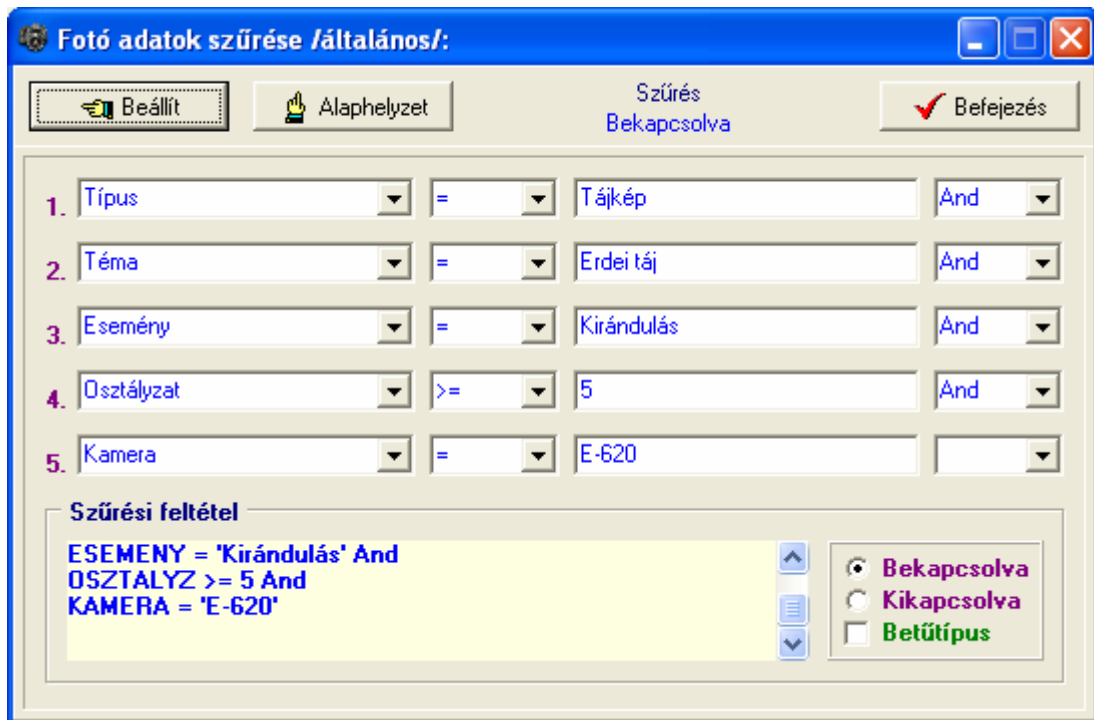 Fotó adatok szűrése /általános/:
Beállít Alaphelyzet Szűrés Bekapcsolva Befejezés
1. Típus = Tájkép And
2. Téma = Erdei táj And
3. Esemény = Kirándulás And
4. Osztályzat >= 5 And
5. Kamera = E-620
Szűrési feltétel
ESEMENY = 'Kirándulás' And
OSZTALYZ >= 5 And
KAMERA = 'E-620'
Bekapcsolva
Kikapcsolva
Betűtípus